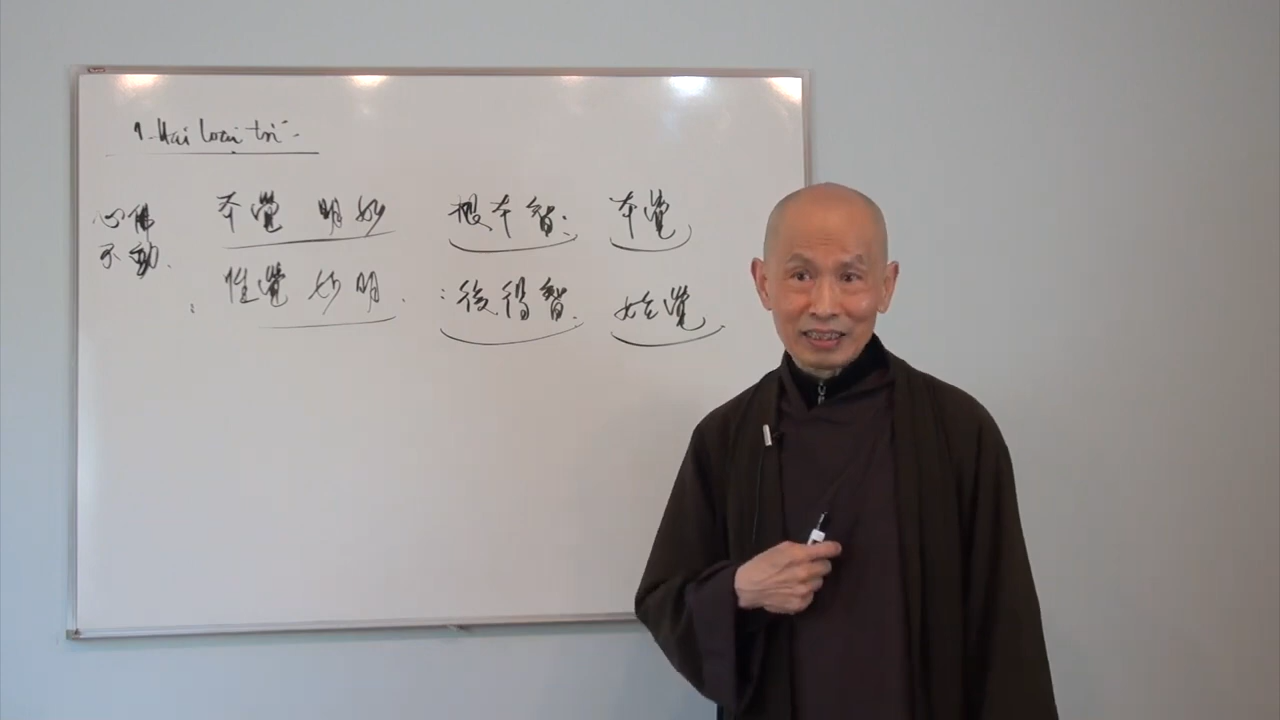 1. Hai loại trí.
本覺 明妙 根本智: 本覺
心佛
不動.
: 性覺 妙明. : 後得智. 始覺.